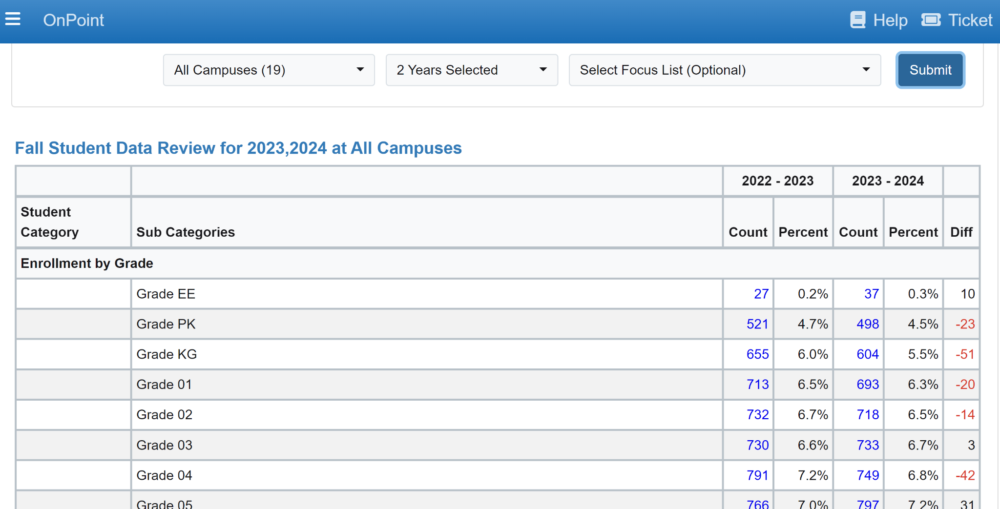 OnPoint Help Ticket
All Campuses (19) 2 Years Selected Select Focus List (Optional) Submit
Fall Student Data Review for 2023,2024 at All Campuses
2022 - 2023 2023 - 2024
Student
Category Sub Categories Count Percent Count Percent Diff
Enrollment by Grade
Grade EE 27 0.2% 37 0.3% 10
Grade PK 521 4.7% 498 4.5% -23
Grade KG 655 6.0% 604 5.5% -51
Grade 01 713 6.5% 693 6.3% -20
Grade 02 732 6.7% 718 6.5% -14
Grade 03 730 6.6% 733 6.7% 3
Grade 04 791 7.2% 749 6.8% -42
Grade 05 766 7.0% 797 7.2% 31